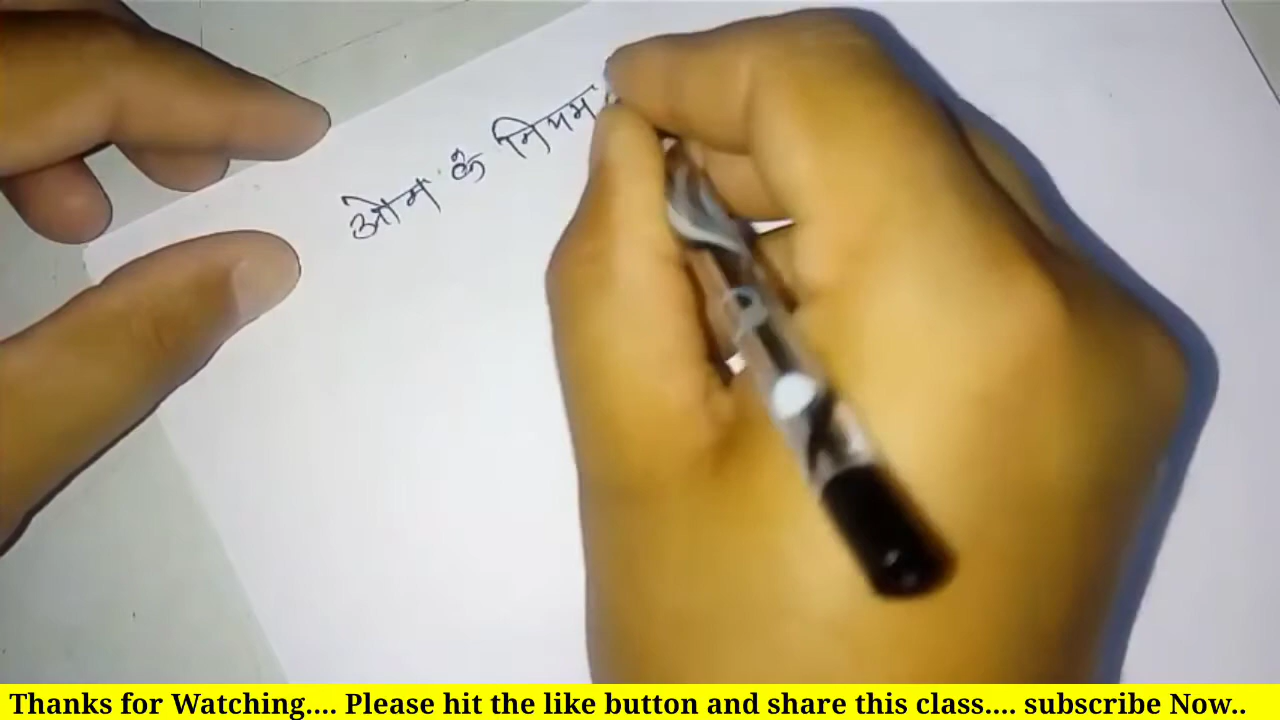 ओम के नियम
Thanks for Watching.... Please hit the like button and share this class.... subscribe Now..